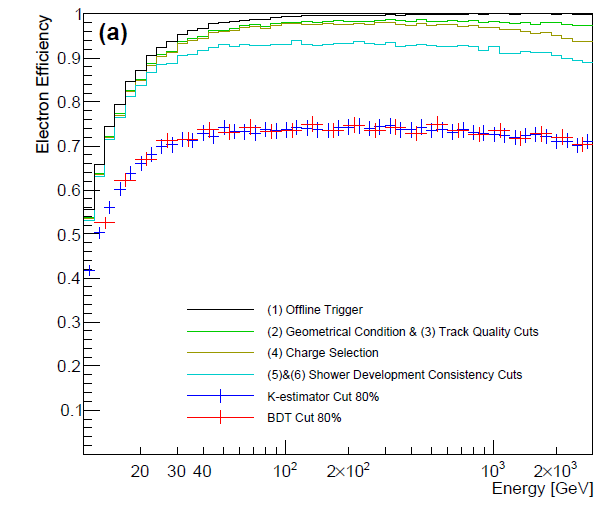 (a)
Electron Efficiency
1
0.9
0.8
0.7
0.6
0.5
0.4
0.3
0.2
0.1
(1) Offline Trigger
(2) Geometrical Condition & (3) Track Quality Cuts
(4) Charge Selection
(5)&(6) Shower Development Consistency Cuts
K-estimator Cut 80%
BDT Cut 80%
20 30 40 10² 2×10² 10³ 2×10³
Energy [GeV]